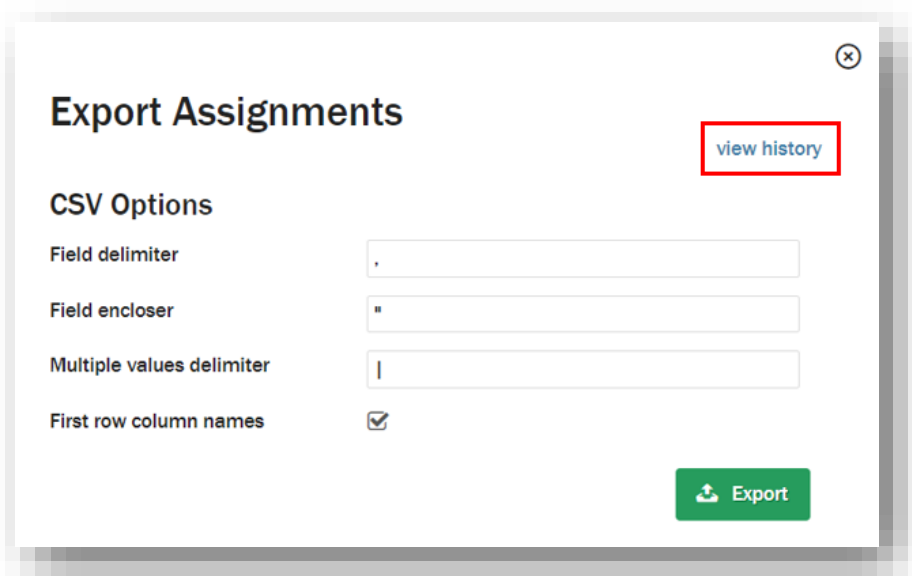 Export Assignments
view history
CSV Options
Field delimiter ,
Field encloser "
Multiple values delimiter |
First row column names
Export